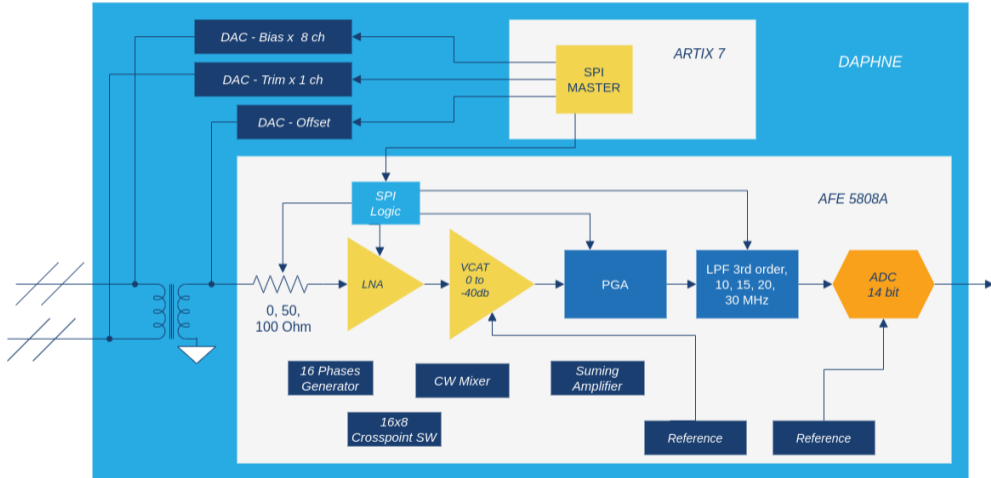 DAC - Bias x 8 ch
DAC - Trim x 1 ch
DAC - Offset
SPI
MASTER
ARTIX 7
DAPHNE
AFE 5808A
SPI
Logic
0, 50,
100 Ohm
LNA
VCAT
0 to
-40db
PGA
LPF 3rd order,
10, 15, 20,
30 MHz
ADC
14 bit
16 Phases
Generator
CW Mixer
Suming
Amplifier
16x8
Crosspoint SW
Reference
Reference